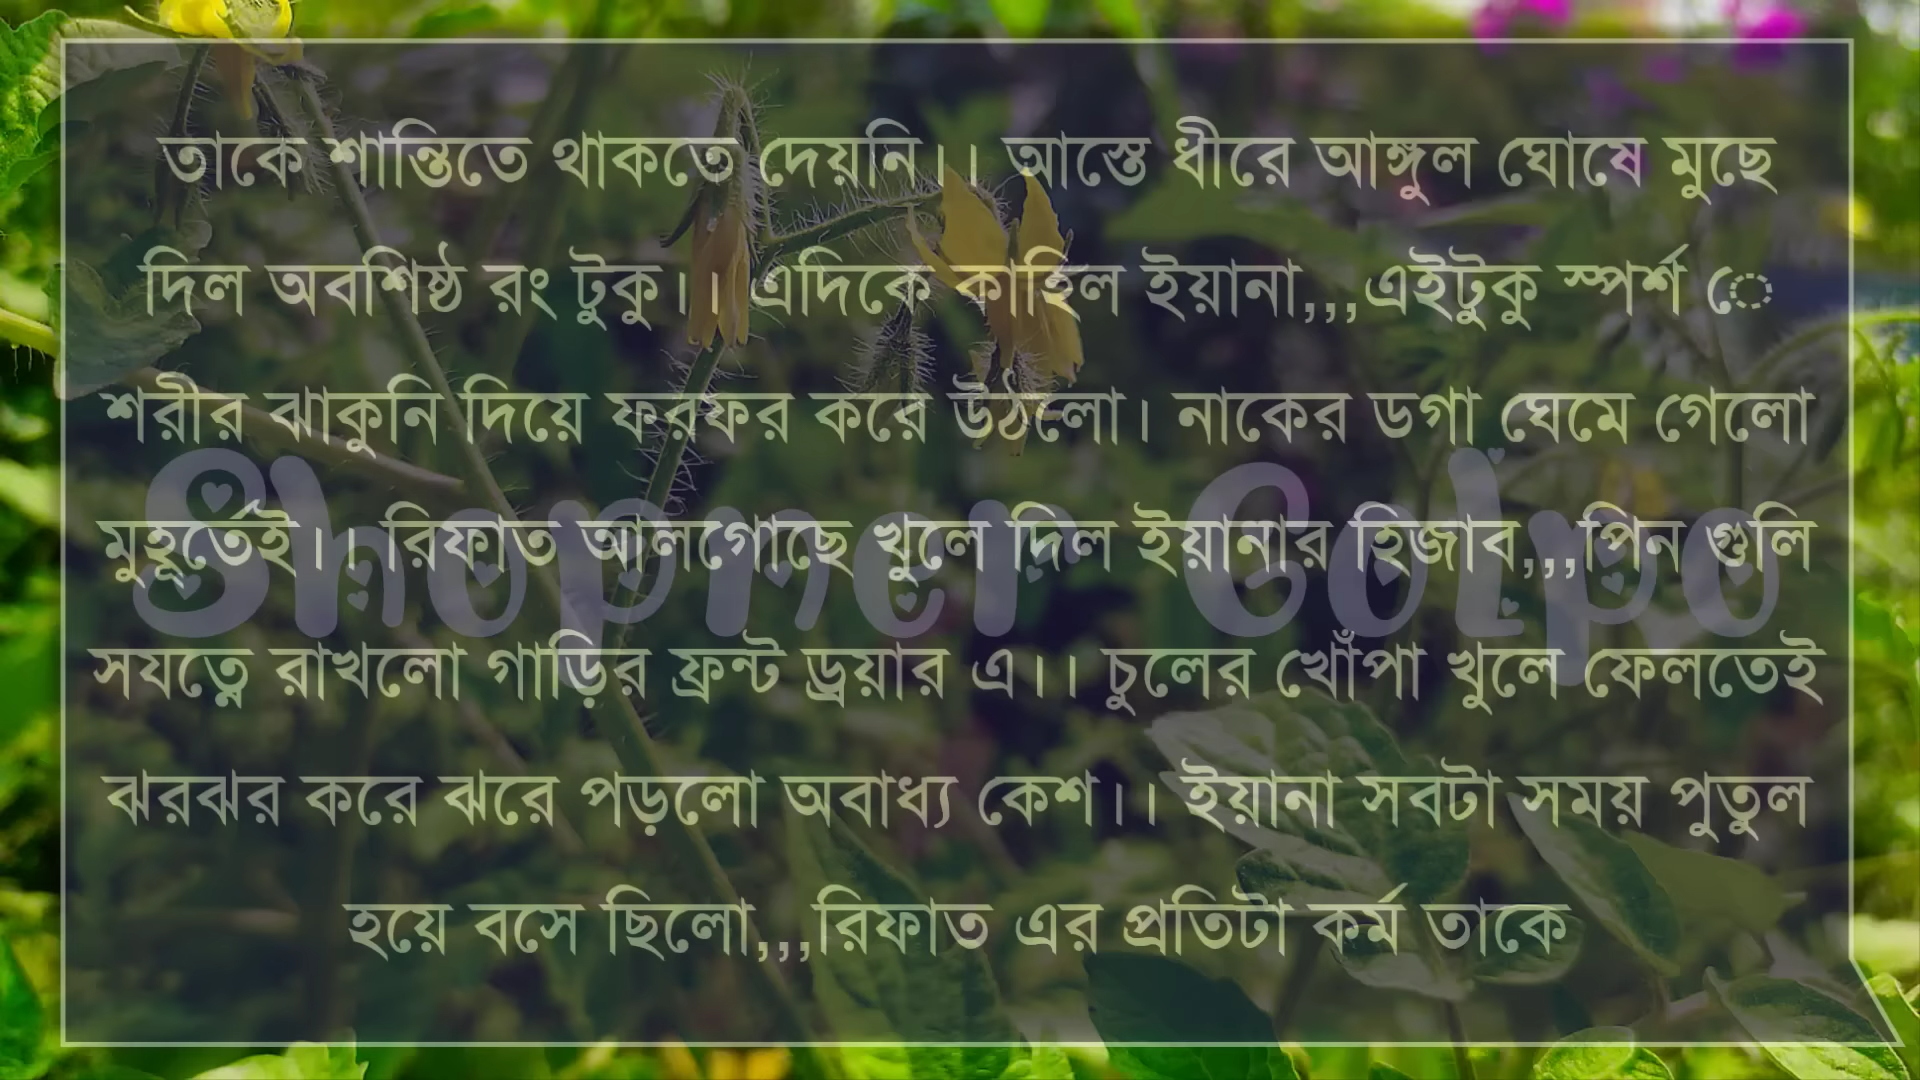 তাকে শান্তিতে থাকতে দেয়নি।। আস্তে ধীরে আঙ্গুল ঘোষে মুছে
দিল অবশিষ্ঠ রং টুকু।। এদিকে কাহিল ইয়ানা,,,এইটুকু স্পর্শ ে
শরীর ঝাকুনি দিয়ে ফরফর করে উঠলো। নাকের ডগা ঘেমে গেলো
মুহূর্তেই।। রিফাত আলগোছে খুলে দিল ইয়ানার হিজাব,,,পিন গুলি
Shopner Golpo
সযত্নে রাখলো গাড়ির ফ্রন্ট ড্রয়ার এ।। চুলের খোঁপা খুলে ফেলতেই
ঝরঝর করে ঝরে পড়লো অবাধ্য কেশ।। ইয়ানা সবটা সময় পুতুল
হয়ে বসে ছিলো,,,রিফাত এর প্রতিটা কর্ম তাকে